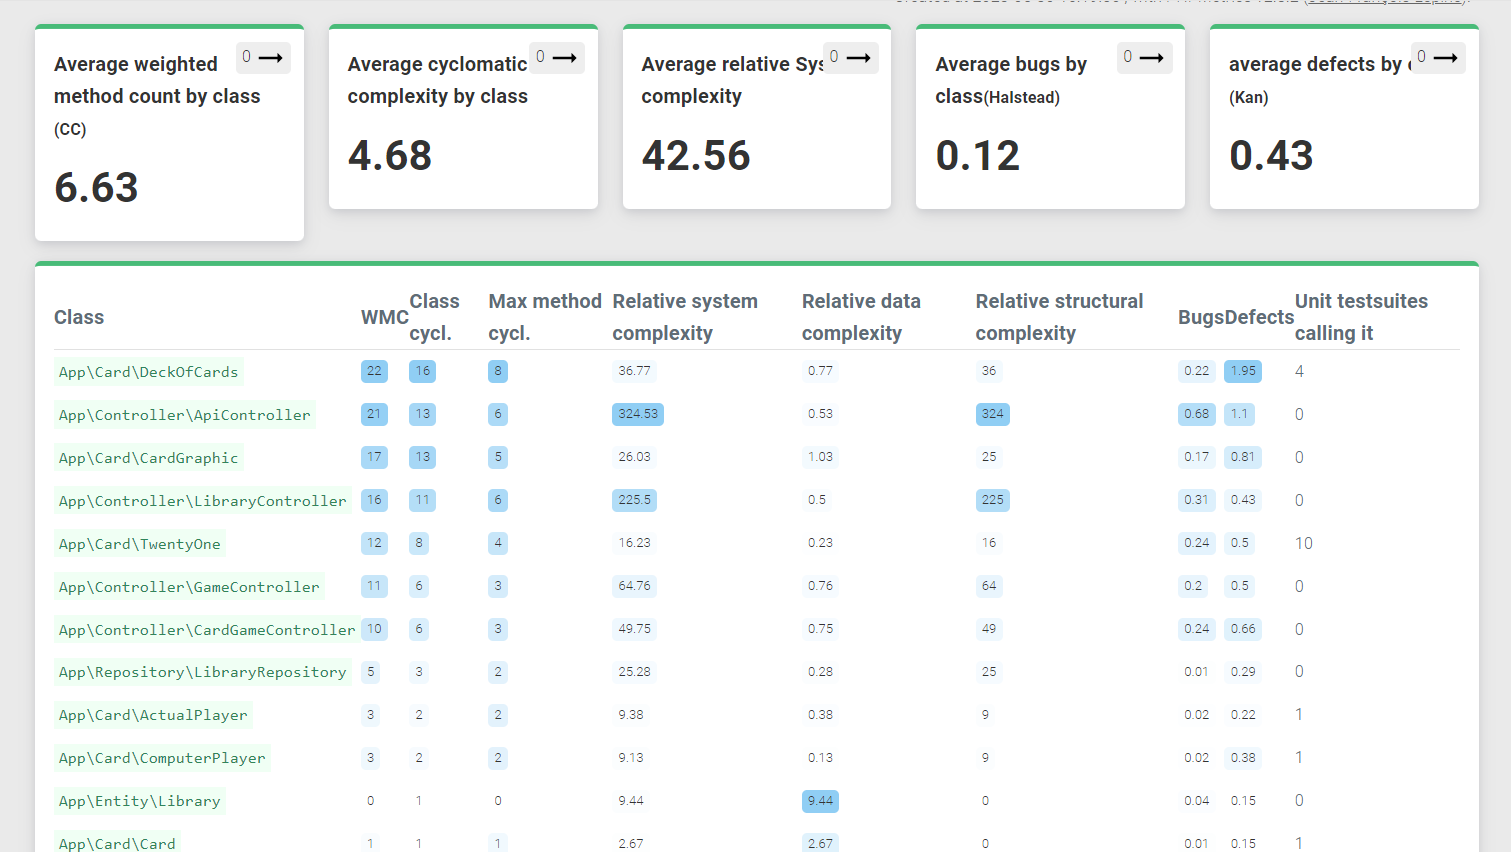 Average weighted
method count by class
(CC)
0
6.63
Average cyclomatic
complexity by class
0
4.68
Average relative
complexity
0
42.56
Average bugs by
class(Halstead)
0
0.12
average defects by
(Kan)
0
0.43
Class WMC Class cycl. Max method cycl. Relative system complexity Relative data complexity Relative structural complexity Bugs Defects Unit testsuites calling it
App\Card\DeckOfCards 22 16 8 36.77 0.77 36 0.22 1.95 4
App\Controller\ApiController 21 13 6 324.53 0.53 324 0.68 1.1 0
App\Card\CardGraphic 17 13 5 26.03 1.03 25 0.17 0.81 0
App\Controller\LibraryController 16 11 6 225.5 0.5 225 0.31 0.43 0
App\Card\TwentyOne 12 8 4 16.23 0.23 16 0.24 0.5 10
App\Controller\GameController 11 6 3 64.76 0.76 64 0.2 0.5 0
App\Controller\CardGameController 10 6 3 49.75 0.75 49 0.24 0.66 0
App\Repository\LibraryRepository 5 3 2 25.28 0.28 25 0.01 0.29 0
App\Card\ActualPlayer 3 2 2 9.38 0.38 9 0.02 0.22 1
App\Card\ComputerPlayer 3 2 2 9.13 0.13 9 0.02 0.38 1
App\Entity\Library 0 1 0 9.44 9.44 0 0.04 0.15 0
App\Card\Card 1 1 1 2.67 2.67 0 0.01 0.15 1